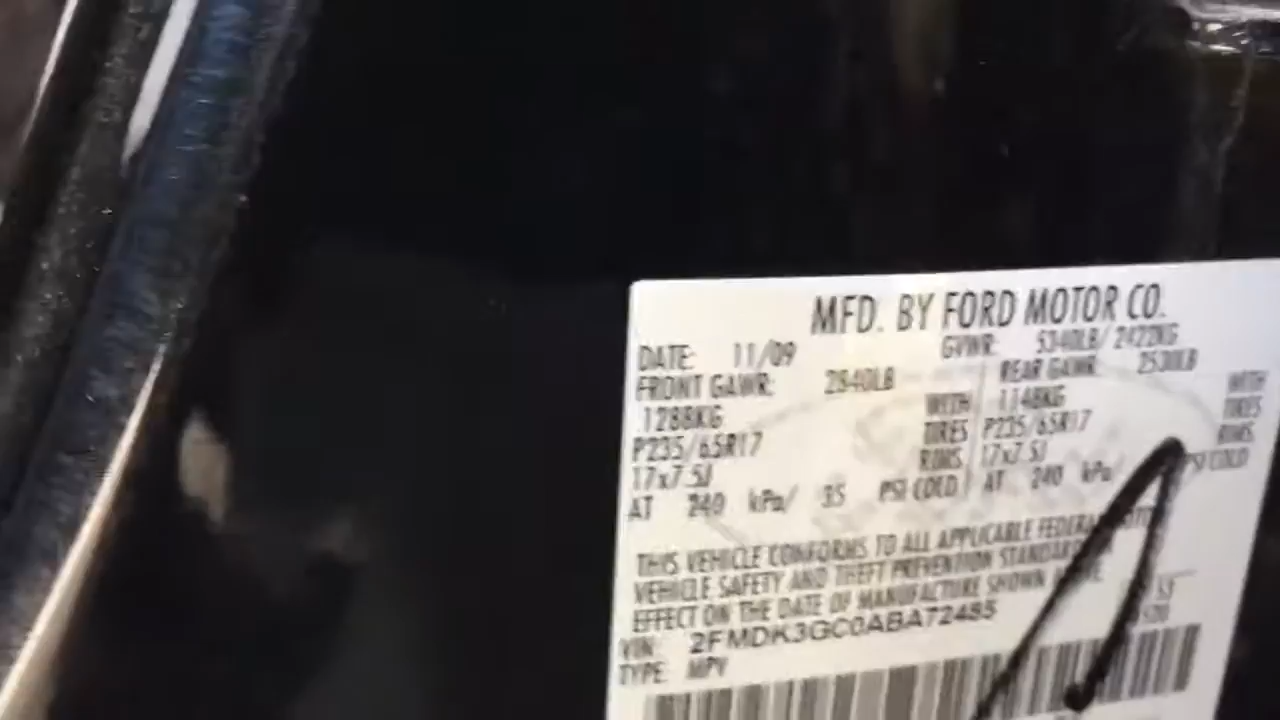 MFD. BY FORD MOTOR CO.
DATE: 11/09 GVWR: 5340LB/ 2422KG
FRONT GAWR: 2840LB REAR GAWR: 2530LB
1288KG WITH 1148KG WITH
P235/65R17 TIRES P235/65R17 TIRES
17x7.5J RIMS 17x7.5J RIMS
AT 240 kPa/ 35 PSI COLD AT 240 kPa/ PSI COLD
THIS VEHICLE CONFORMS TO ALL APPLICABLE FEDERAL
VEHICLE SAFETY AND THEFT PREVENTION STANDARDS
EFFECT ON THE DATE OF MANUFACTURE SHOWN
VIN: 2FMDK3GC0ABA72485
TYPE: MPV